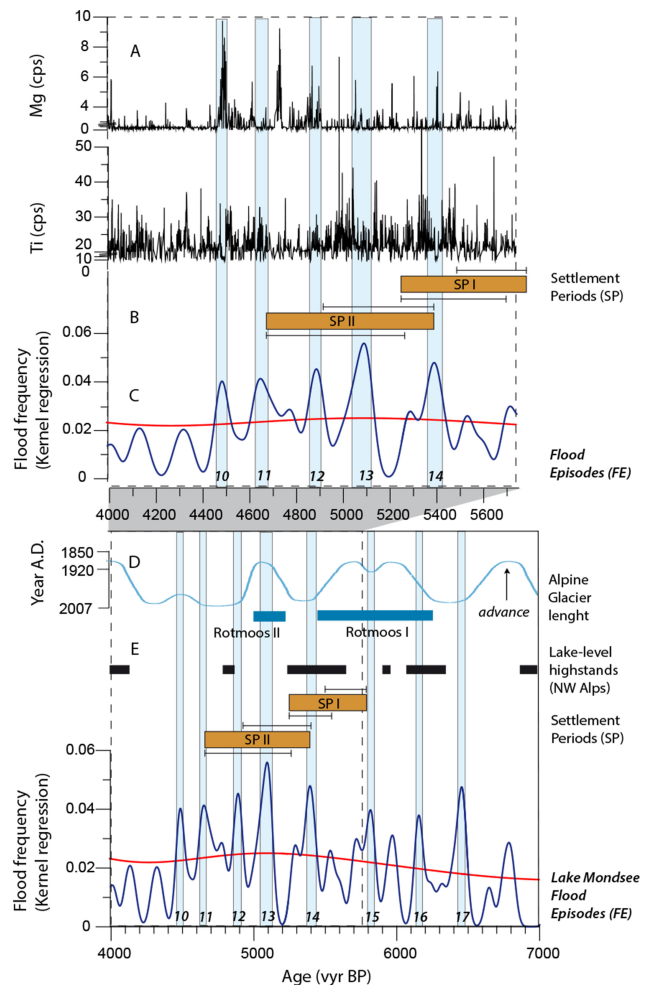 A
Mg (cps)
10
8
6
4
2
0
Ti (cps)
50
40
30
20
10
0
SP I
Settlement
Periods (SP)
B
SP II
C
Flood frequency
(Kernel regression)
0.06
0.04
0.02
0
10 11 12 13 14
Flood
Episodes (FE)
4000 4200 4400 4600 4800 5000 5200 5400 5600
D
Year A.D.
1850
1920
2007
advance
Alpine
Glacier
lenght
Rotmoos II
Rotmoos I
E
Lake-level
highstands
(NW Alps)
SP I
Settlement
Periods (SP)
SP II
Flood frequency
(Kernel regression)
0.06
0.04
0.02
0
10 11 12 13 14 15 16 17
Lake Mondsee
Flood
Episodes (FE)
4000 5000 6000 7000
Age (vyr BP)